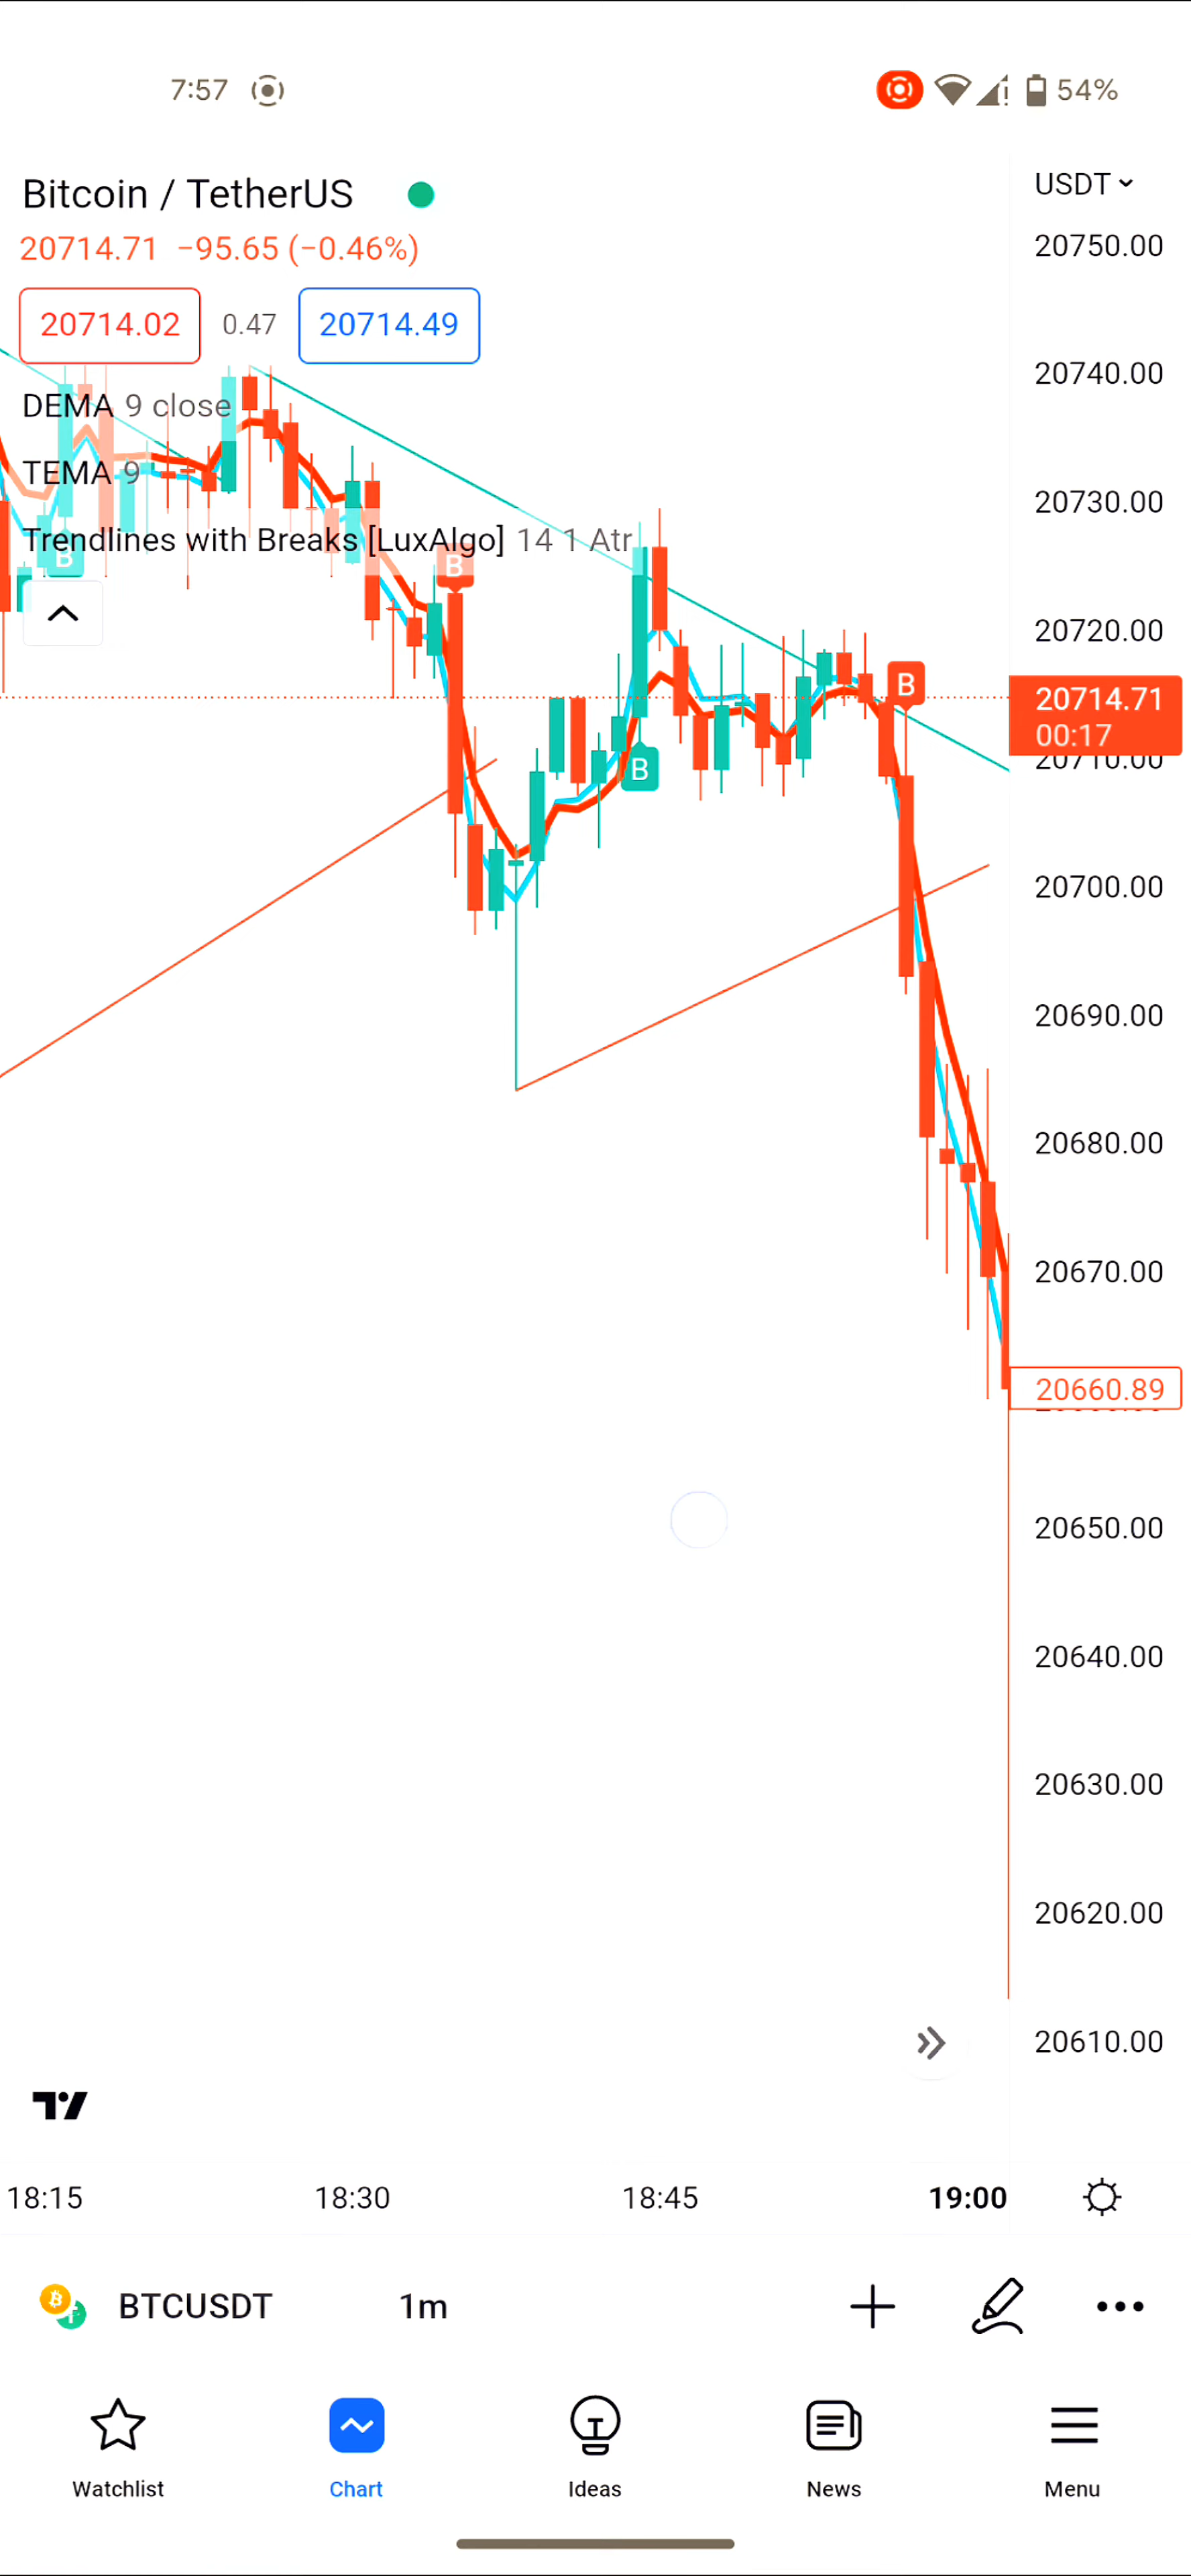 7:57
54%
Bitcoin / TetherUS
USDT
20714.71 −95.65 (−0.46%)
20750.00
20714.02 0.47 20714.49
20740.00
DEMA 9 close
TEMA 9
20730.00
Trendlines with Breaks [LuxAlgo] 14 1 Atr
B
B
20720.00
B
20714.71
00:17
20710.00
B
20700.00
20690.00
20680.00
20670.00
20660.89
20650.00
20640.00
20630.00
20620.00
20610.00
18:15 18:30 18:45 19:00
BTCUSDT 1m
Watchlist Chart Ideas News Menu